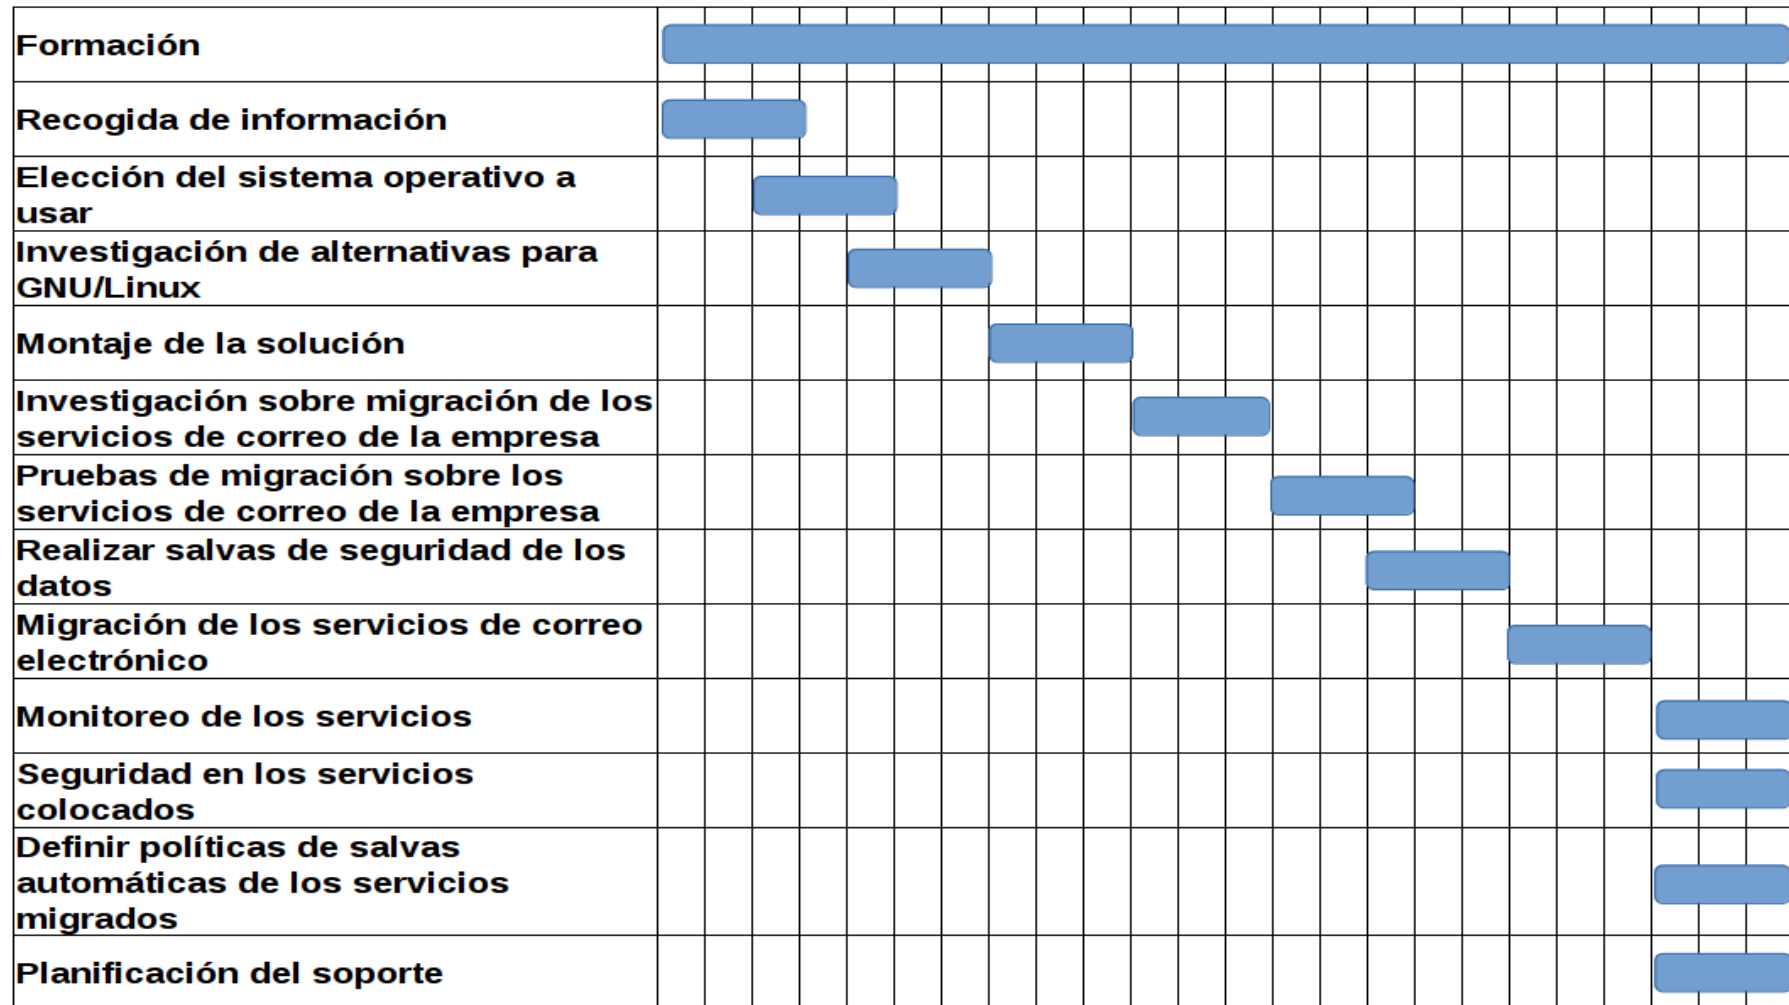 Formación
Recogida de información
Elección del sistema operativo a
usar
Investigación de alternativas para
GNU/Linux
Montaje de la solución
Investigación sobre migración de los
servicios de correo de la empresa
Pruebas de migración sobre los
servicios de correo de la empresa
Realizar salvas de seguridad de los
datos
Migración de los servicios de correo
electrónico
Monitoreo de los servicios
Seguridad en los servicios
colocados
Definir políticas de salvas
automáticas de los servicios
migrados
Planificación del soporte